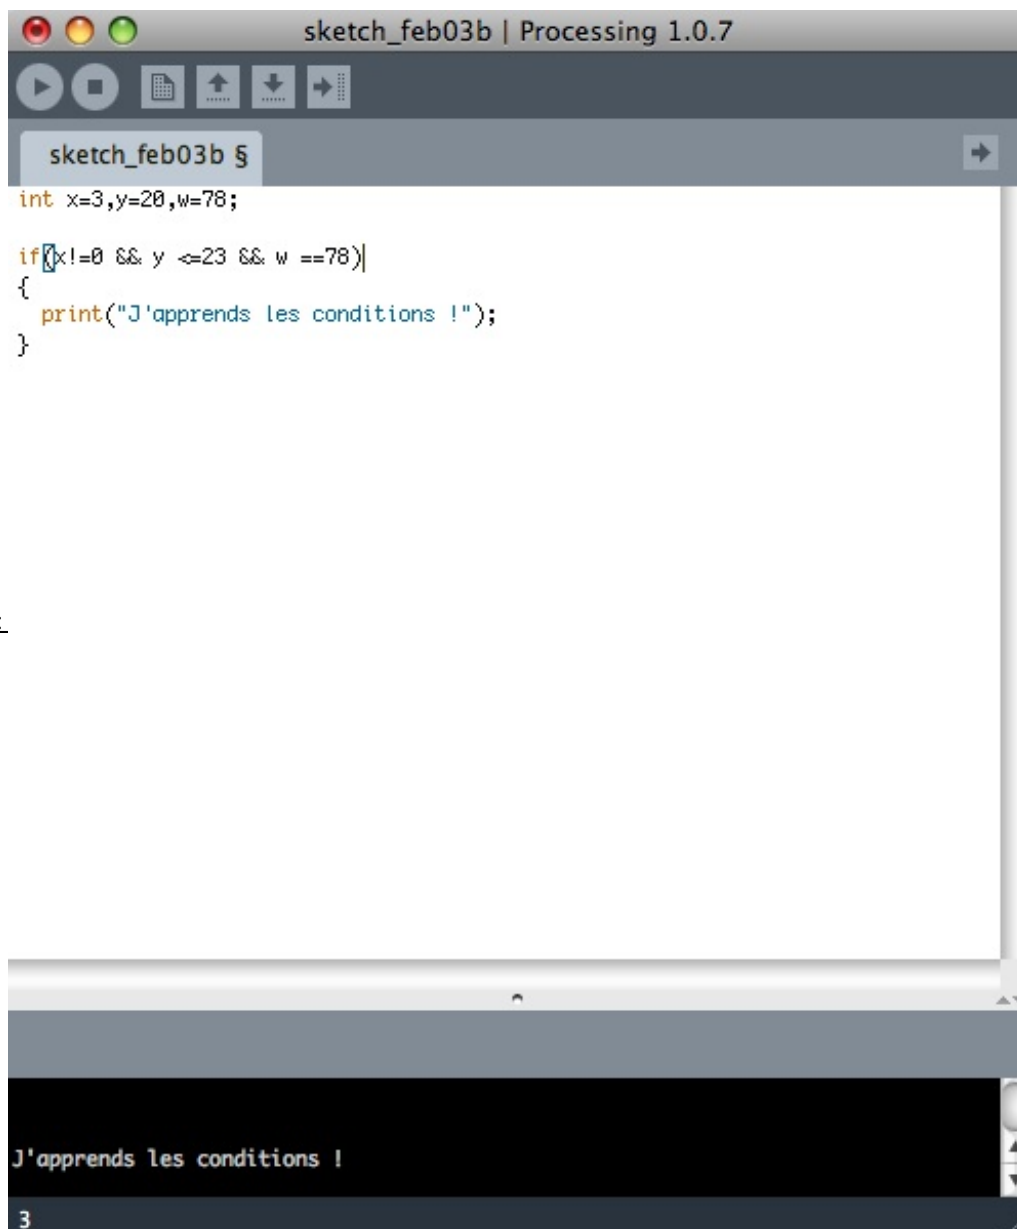 sketch_feb03b | Processing 1.0.7
sketch_feb03b §
int x=3,y=20,w=78;
if(x!=0 && y <=23 && w ==78)
{
print("J'apprends les conditions !");
}
J'apprends les conditions !
3